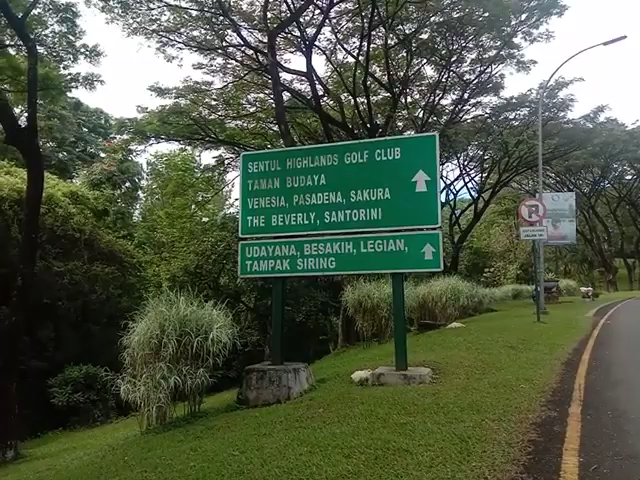 SENTUL HIGHLANDS GOLF CLUB
TAMAN BUDAYA
VENESIA, PASADENA, SAKURA
THE BEVERLY, SANTORINI
UDAYANA, BESAKIH, LEGIAN,
TAMPAK SIRING
P